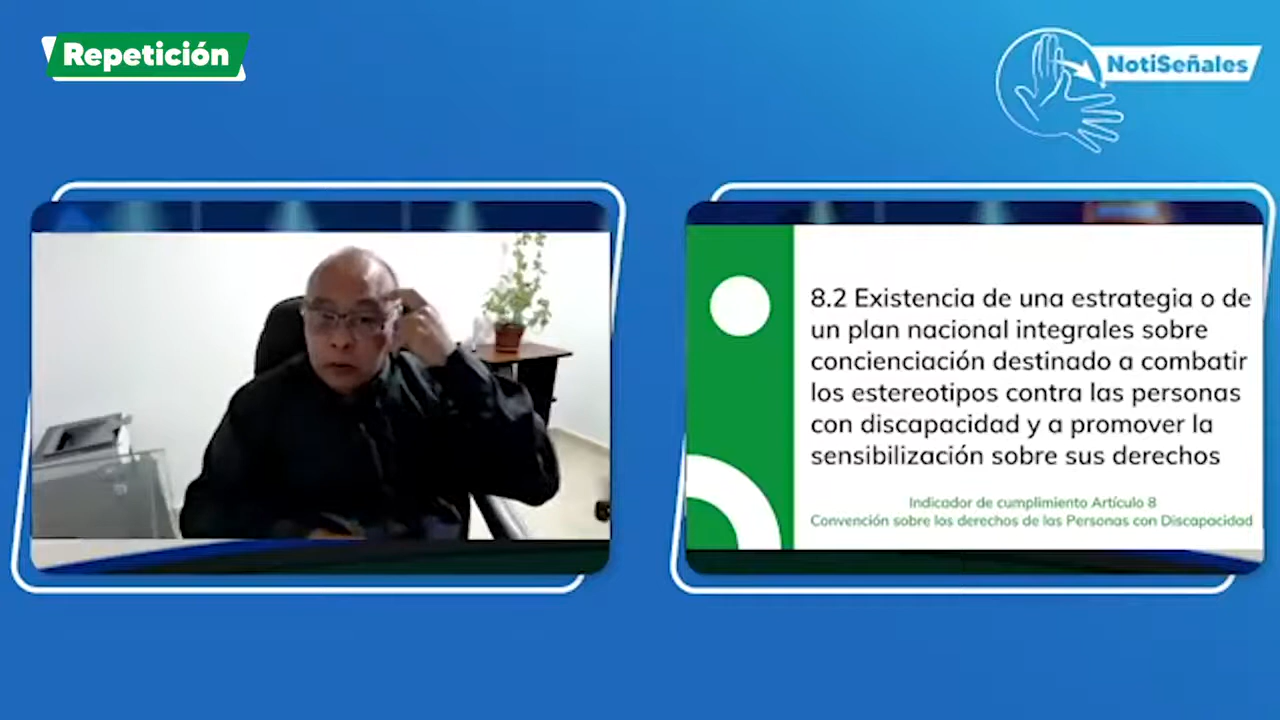 Repetición
NotiSeñales
8.2 Existencia de una estrategia o de
un plan nacional integrales sobre
concienciación destinado a combatir
los estereotipos contra las personas
con discapacidad y a promover la
sensibilización sobre sus derechos
Indicador de cumplimiento Artículo 8
Convención sobre los derechos de las Personas con Discapacidad